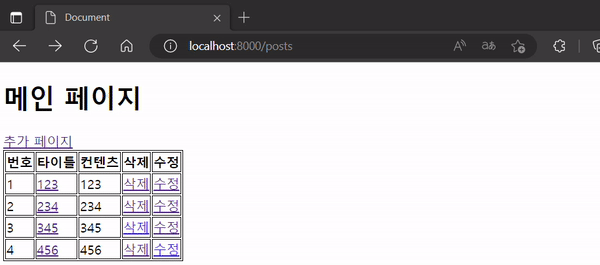 Document
localhost:8000/posts
aあ
메인 페이지
추가 페이지
번호 타이틀 컨텐츠 삭제 수정
1 123 123 삭제 수정
2 234 234 삭제 수정
3 345 345 삭제 수정
4 456 456 삭제 수정